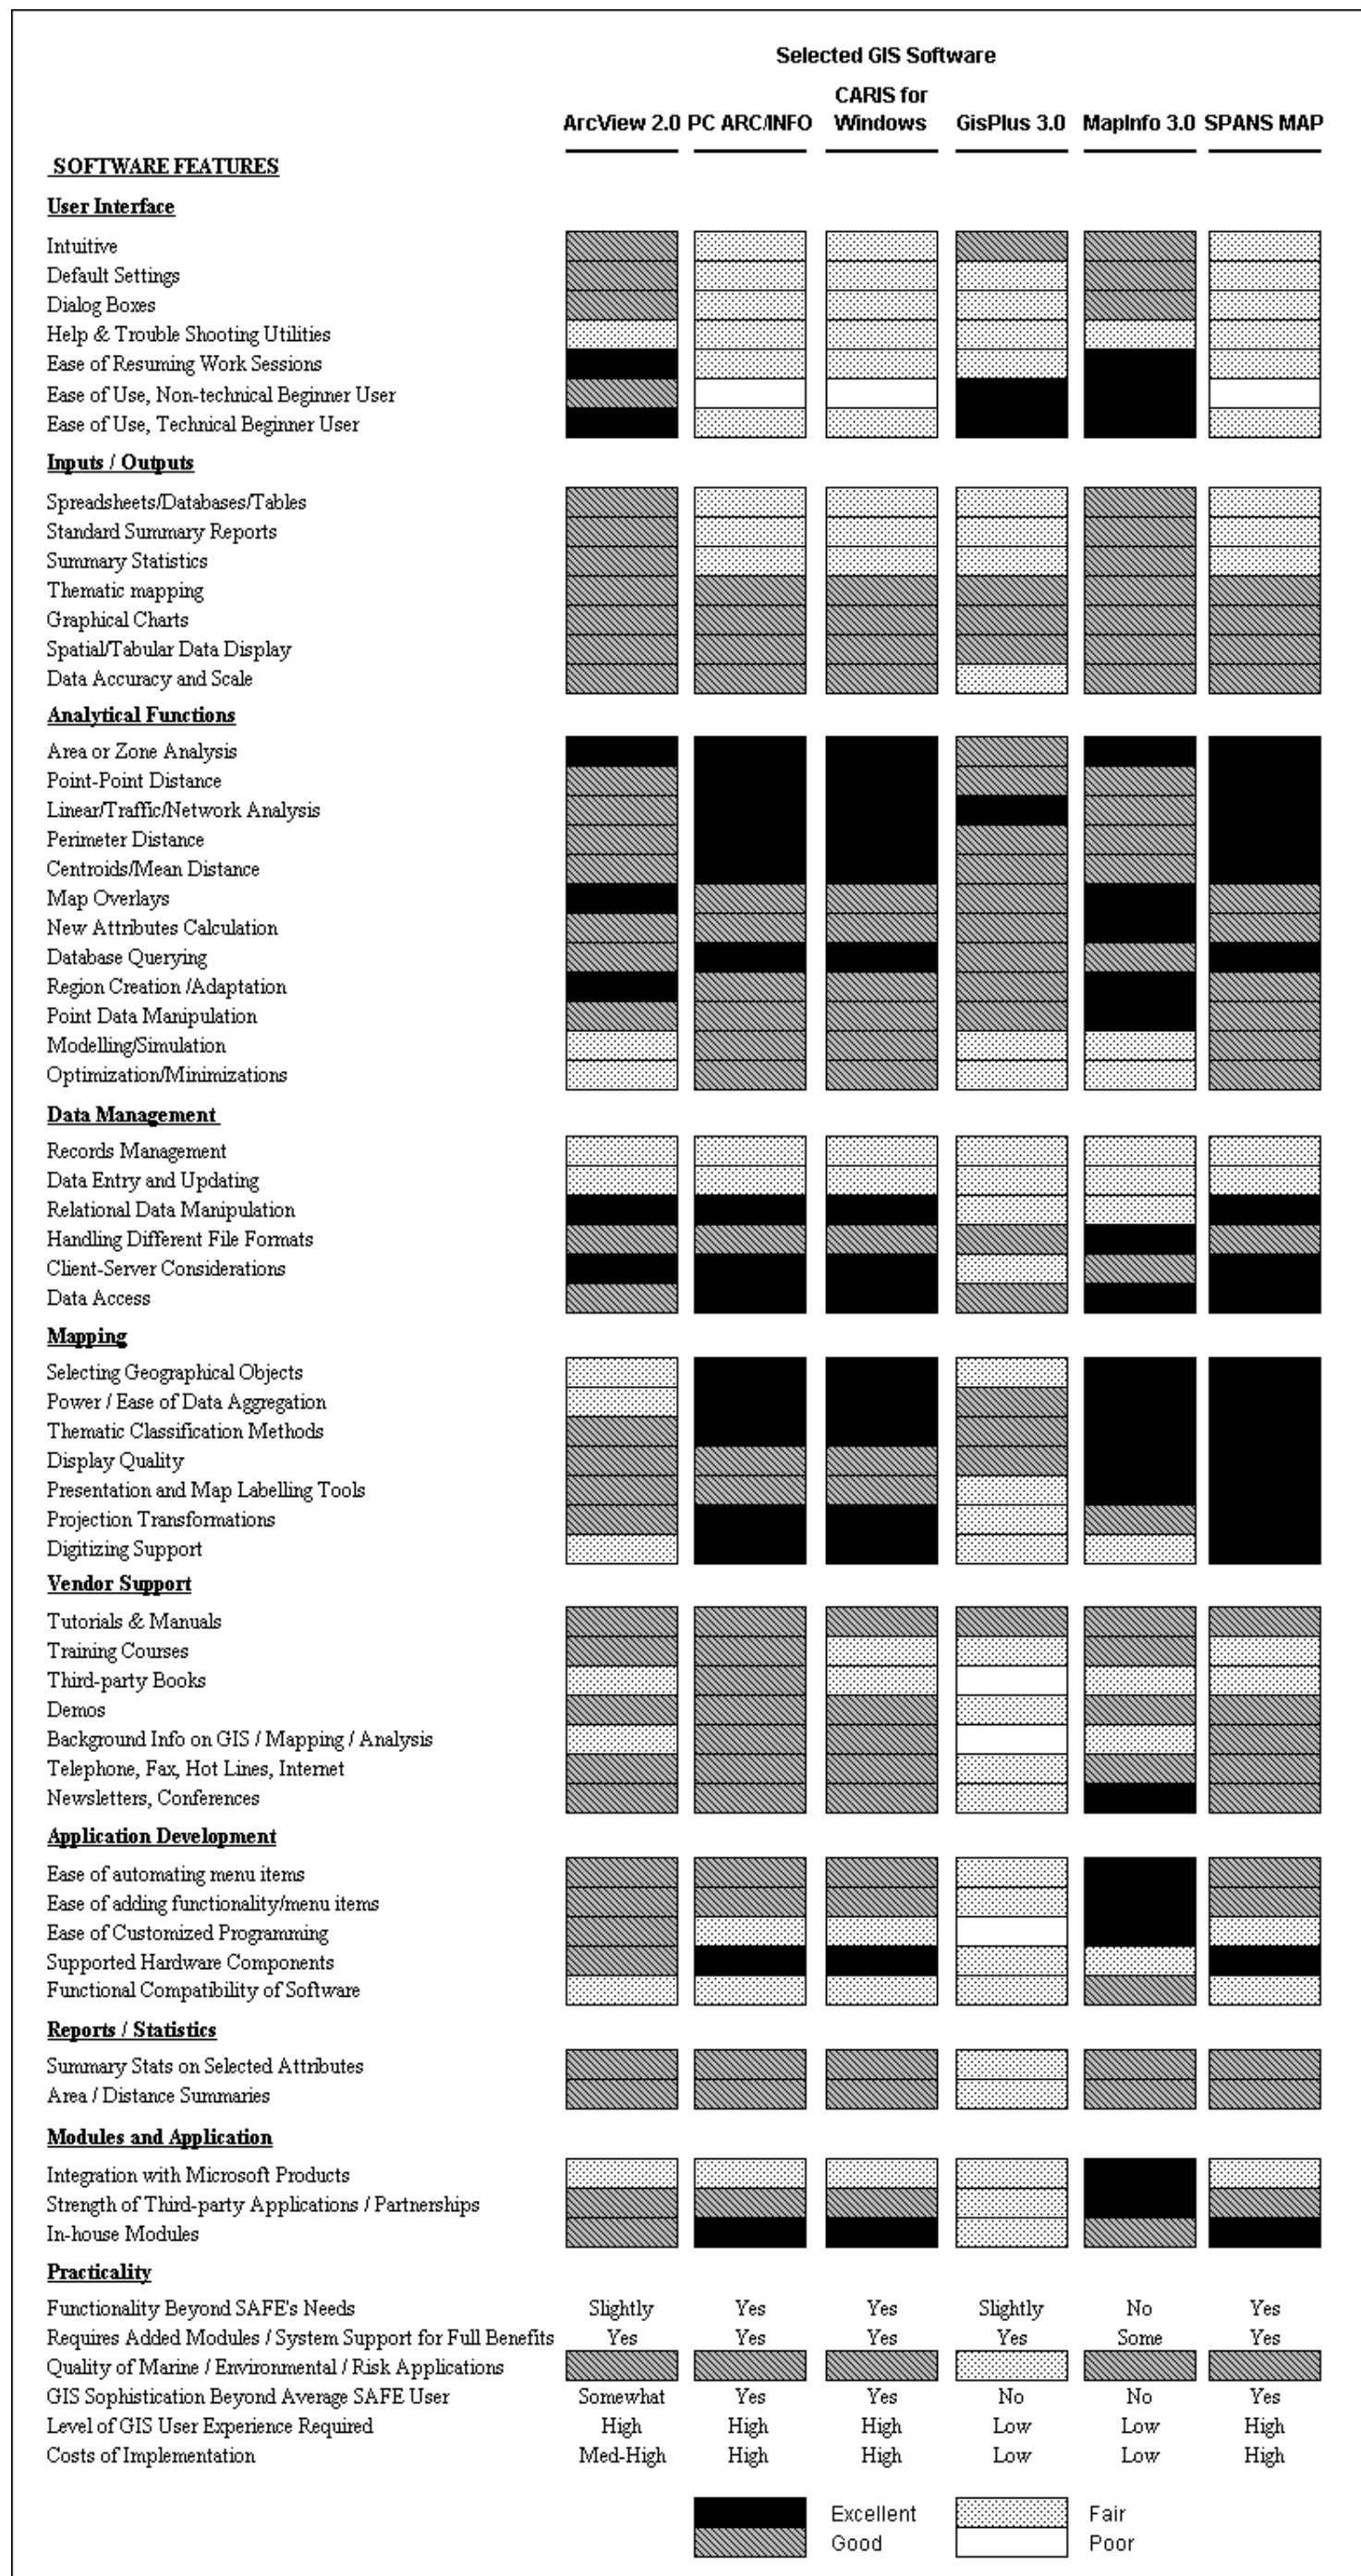 Selected GIS Software
CARIS for
ArcView 2.0 PC ARC/INFO Windows GisPlus 3.0 MapInfo 3.0 SPANS MAP
SOFTWARE FEATURES
User Interface
Intuitive
Default Settings
Dialog Boxes
Help & Trouble Shooting Utilities
Ease of Resuming Work Sessions
Ease of Use, Non-technical Beginner User
Ease of Use, Technical Beginner User
Inputs / Outputs
Spreadsheets/Databases/Tables
Standard Summary Reports
Summary Statistics
Thematic mapping
Graphical Charts
Spatial/Tabular Data Display
Data Accuracy and Scale
Analytical Functions
Area or Zone Analysis
Point-Point Distance
Linear/Traffic/Network Analysis
Perimeter Distance
Centroids/Mean Distance
Map Overlays
New Attributes Calculation
Database Querying
Region Creation /Adaptation
Point Data Manipulation
Modelling/Simulation
Optimization/Minimizations
Data Management
Records Management
Data Entry and Updating
Relational Data Manipulation
Handling Different File Formats
Client-Server Considerations
Data Access
Mapping
Selecting Geographical Objects
Power / Ease of Data Aggregation
Thematic Classification Methods
Display Quality
Presentation and Map Labelling Tools
Projection Transformations
Digitizing Support
Vendor Support
Tutorials & Manuals
Training Courses
Third-party Books
Demos
Background Info on GIS / Mapping / Analysis
Telephone, Fax, Hot Lines, Internet
Newsletters, Conferences
Application Development
Ease of automating menu items
Ease of adding functionality/menu items
Ease of Customized Programming
Supported Hardware Components
Functional Compatibility of Software
Reports / Statistics
Summary Stats on Selected Attributes
Area / Distance Summaries
Modules and Application
Integration with Microsoft Products
Strength of Third-party Applications / Partnerships
In-house Modules
Practicality
Functionality Beyond SAFE's Needs Slightly Yes Yes Slightly No Yes
Requires Added Modules / System Support for Full Benefits Yes Yes Yes Yes Some Yes
Quality of Marine / Environmental / Risk Applications
GIS Sophistication Beyond Average SAFE User Somewhat Yes Yes No No Yes
Level of GIS User Experience Required High High High Low Low High
Costs of Implementation Med-High High High Low Low High
Excellent Fair
Good Poor